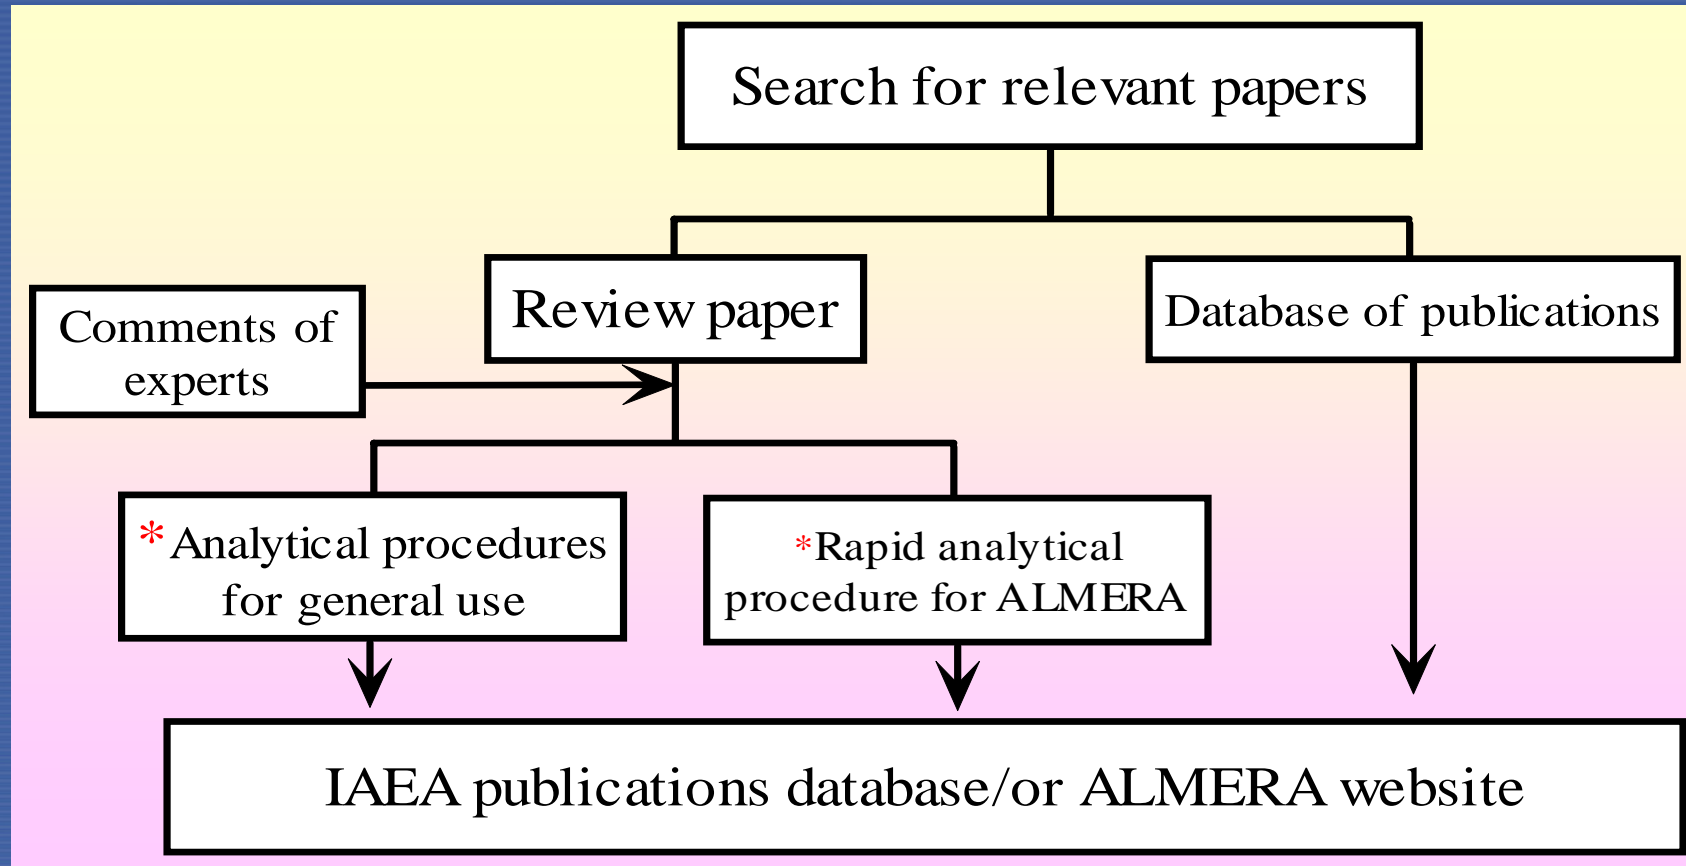 Search for relevant papers
Review paper
Database of publications
Comments of
experts
*Analytical procedures
for general use
*Rapid analytical
procedure for ALMERA
IAEA publications database/or ALMERA website